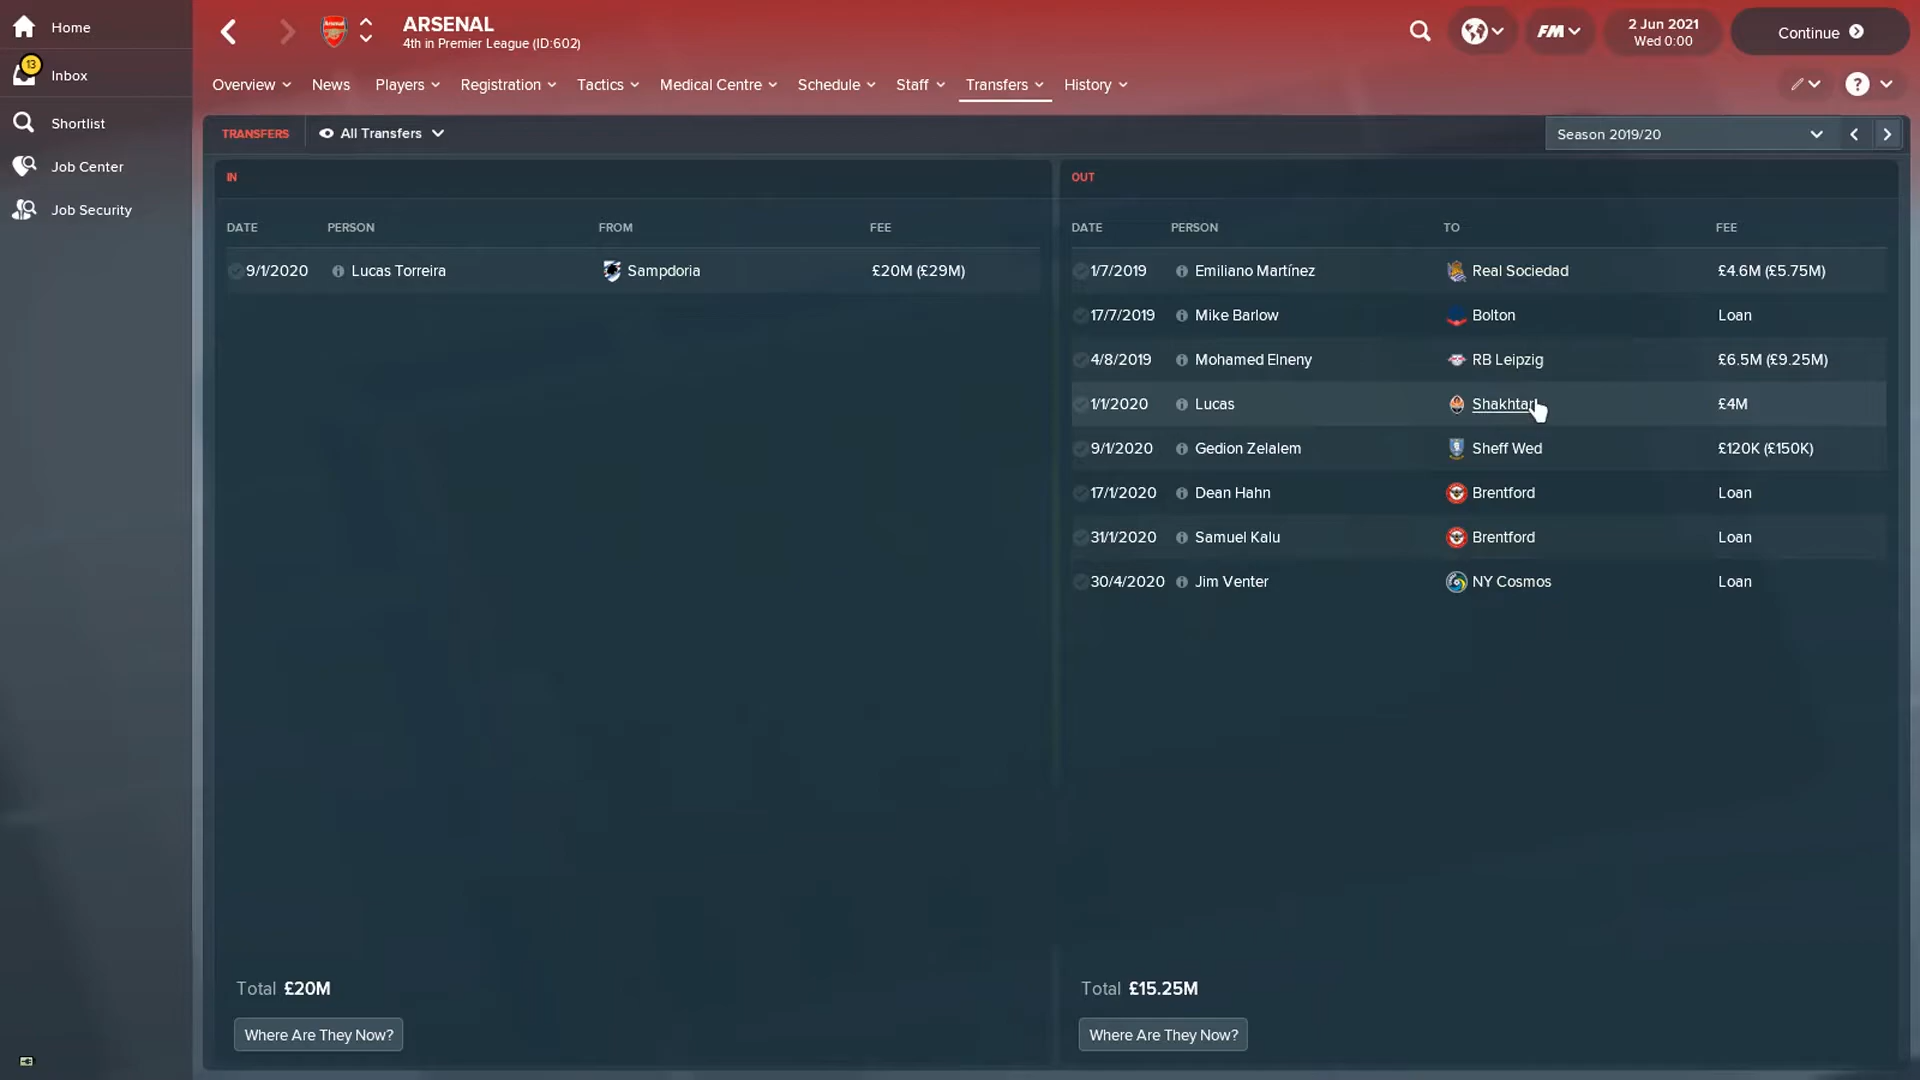 Home
13
Inbox
Shortlist
Job Center
Job Security
ARSENAL
4th in Premier League (ID:602)
FM
2 Jun 2021
Wed 0:00
Continue
Overview News Players Registration Tactics Medical Centre Schedule Staff Transfers History
?
TRANSFERS All Transfers
Season 2019/20
IN
DATE PERSON FROM FEE
9/1/2020 Lucas Torreira Sampdoria £20M (£29M)
Total £20M
Where Are They Now?
OUT
DATE PERSON TO FEE
1/7/2019 Emiliano Martínez Real Sociedad £4.6M (£5.75M)
17/7/2019 Mike Barlow Bolton Loan
4/8/2019 Mohamed Elneny RB Leipzig £6.5M (£9.25M)
1/1/2020 Lucas Shakhtar £4M
9/1/2020 Gedion Zelalem Sheff Wed £120K (£150K)
17/1/2020 Dean Hahn Brentford Loan
31/1/2020 Samuel Kalu Brentford Loan
30/4/2020 Jim Venter NY Cosmos Loan
Total £15.25M
Where Are They Now?